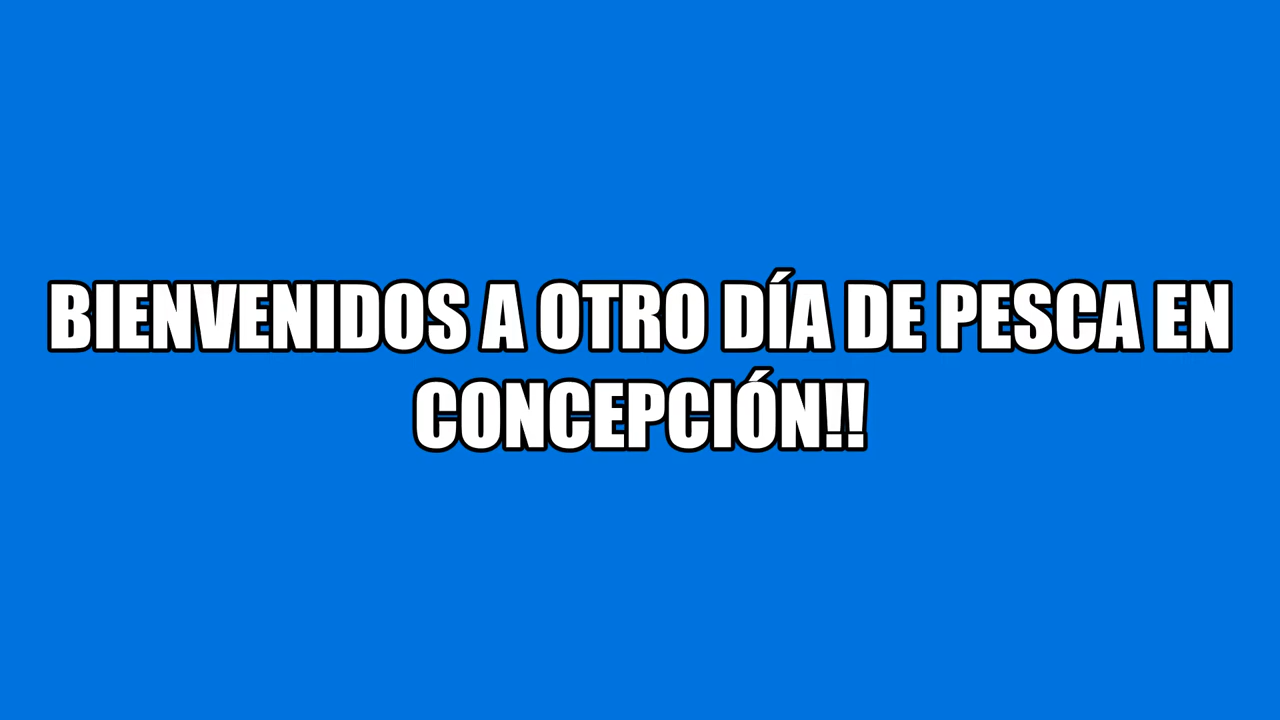 BIENVENIDOS A OTRO DÍA DE PESCA EN
CONCEPCIÓN!!